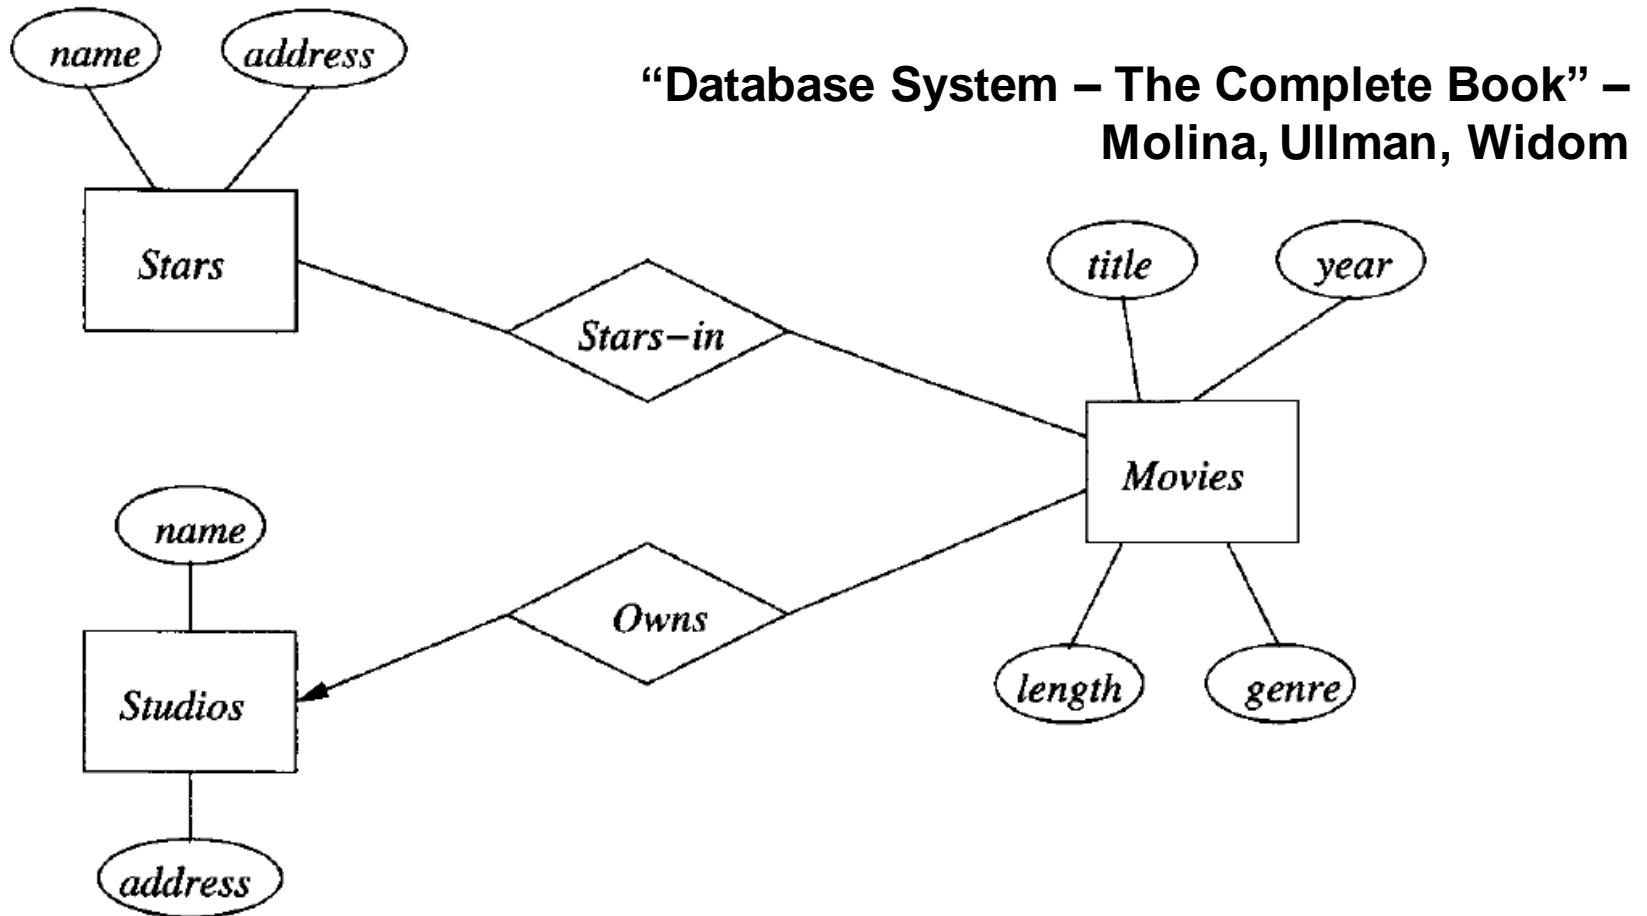 name
address
“Database System – The Complete Book” –
Molina, Ullman, Widom
Stars
title
year
Stars–in
Movies
name
Owns
Studios
length
genre
address